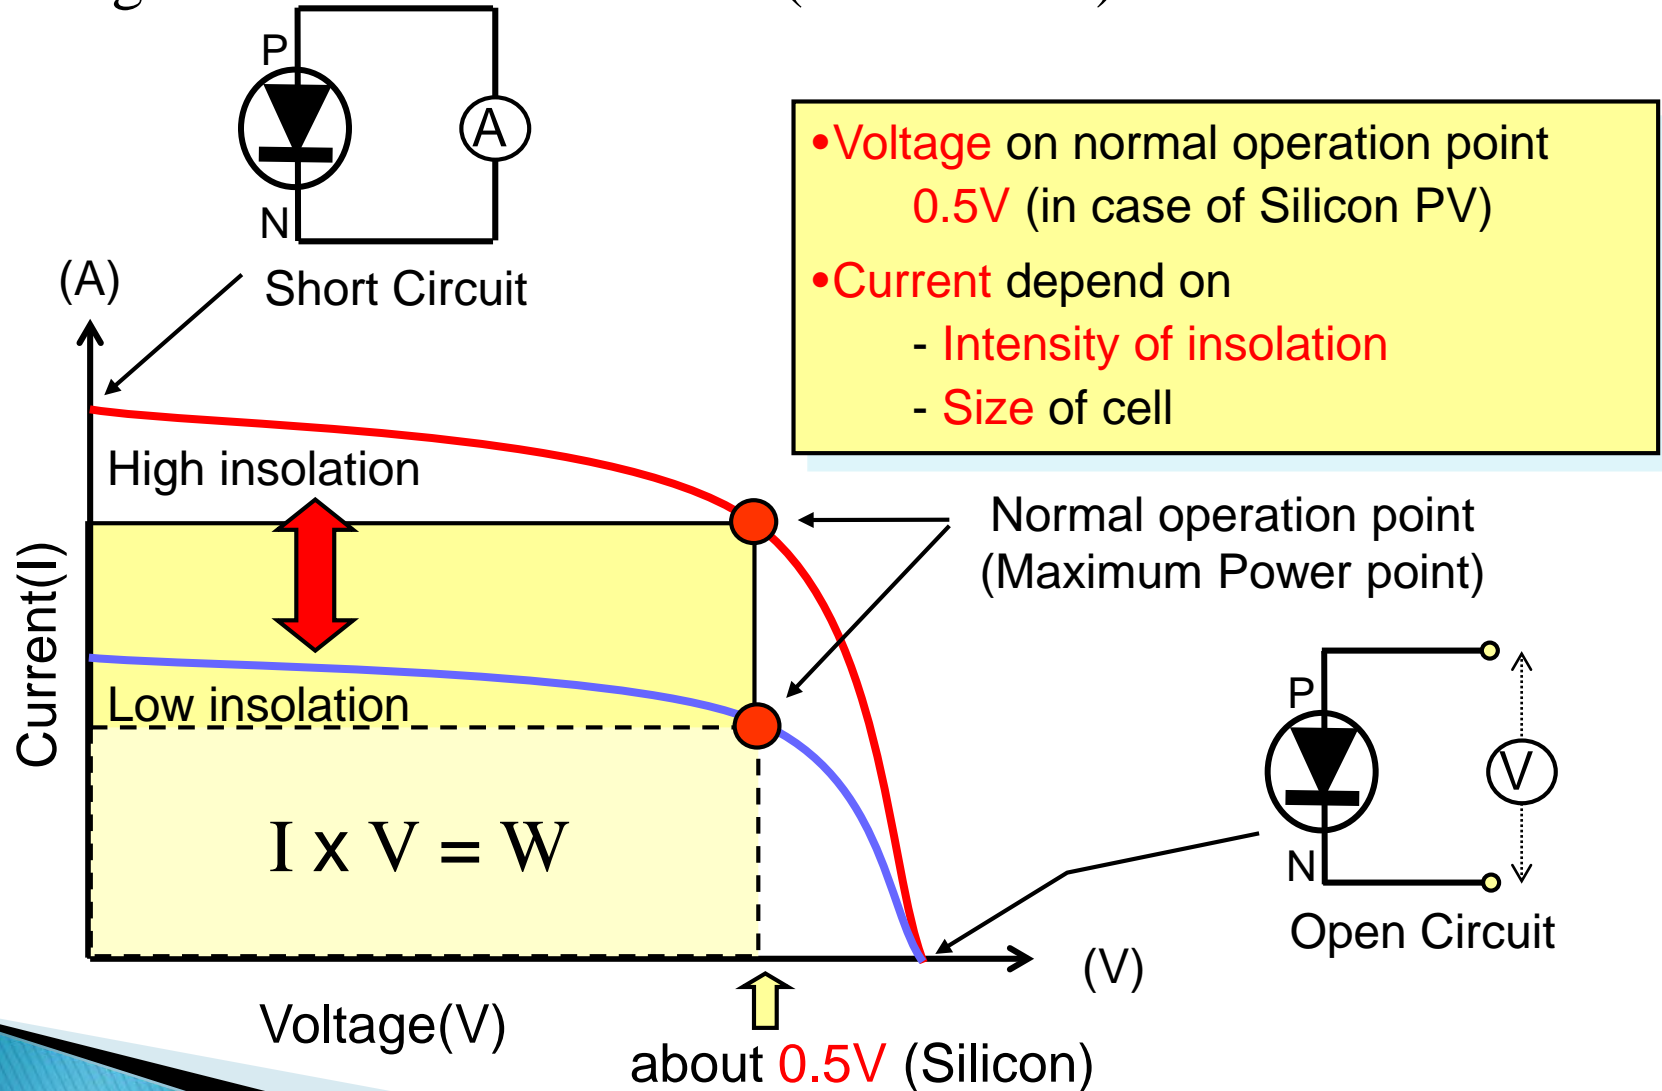 P
A
N
Short Circuit
(A)
•Voltage on normal operation point
0.5V (in case of Silicon PV)
•Current depend on
- Intensity of insolation
- Size of cell
High insolation
Normal operation point
(Maximum Power point)
Current(I)
Low insolation
I x V = W
P
V
N
Open Circuit
(V)
Voltage(V)
about 0.5V (Silicon)